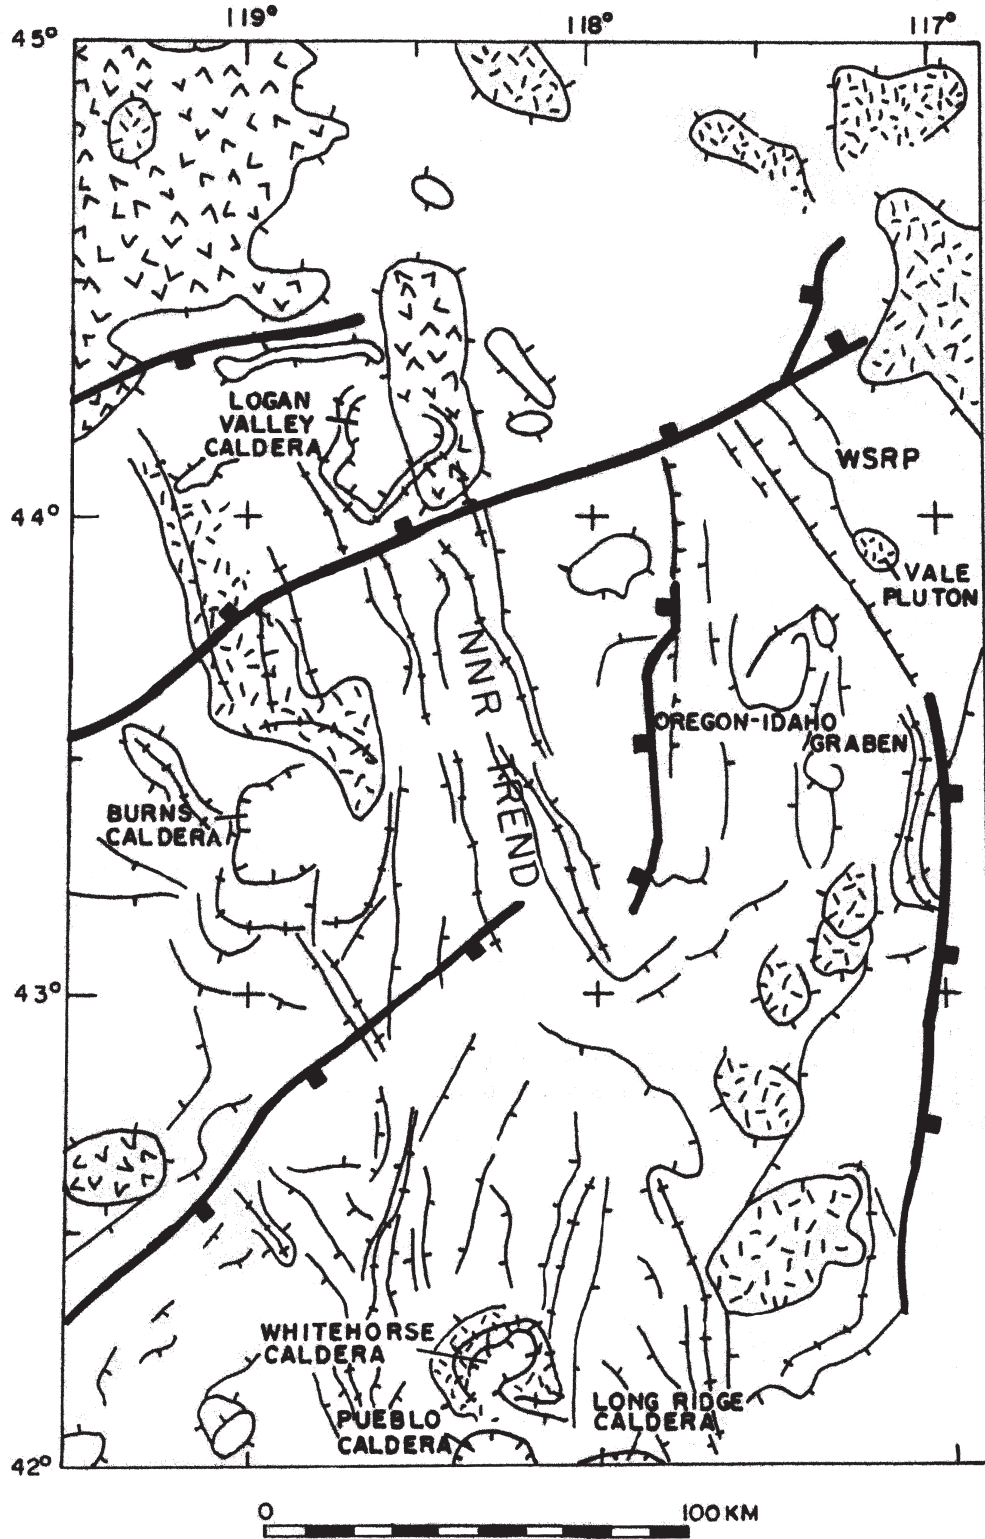 119° 118° 117°
45°
LOGAN
VALLEY
CALDERA
WSRP
44°
VALE
PLUTON
NNR TREND
OREGON-IDAHO
GRABEN
BURNS
CALDERA
43°
WHITEHORSE
CALDERA
LONG RIDGE
CALDERA
PUEBLO
CALDERA
42°
0 100 KM